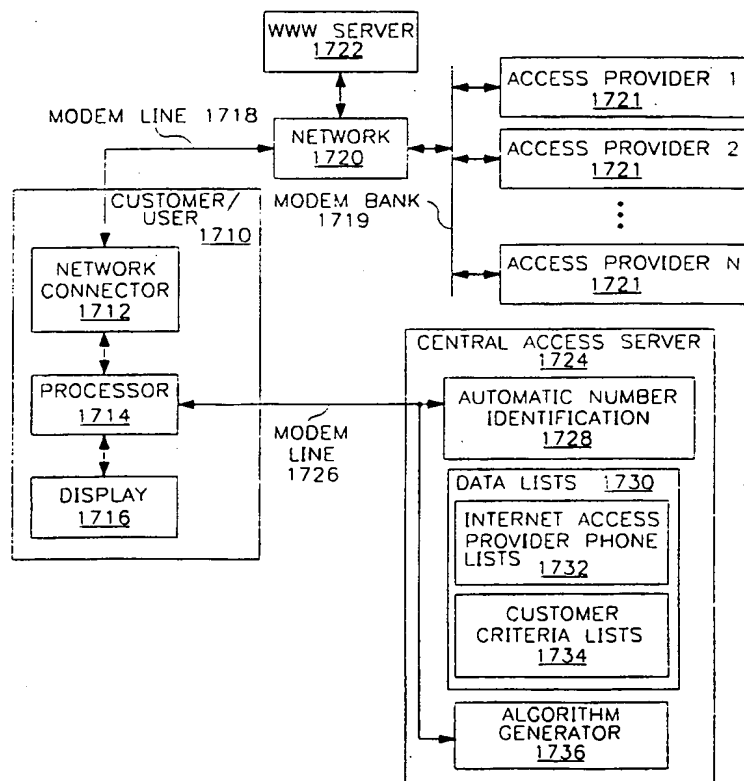 WWW SERVER
1722
MODEM LINE 1718
NETWORK
1720
ACCESS PROVIDER 1
1721
ACCESS PROVIDER 2
1721
ACCESS PROVIDER N
1721
MODEM BANK
1719
CUSTOMER/
USER 1710
NETWORK
CONNECTOR
1712
PROCESSOR
1714
DISPLAY
1716
MODEM
LINE
1726
CENTRAL ACCESS SERVER
1724
AUTOMATIC NUMBER
IDENTIFICATION
1728
DATA LISTS 1730
INTERNET ACCESS
PROVIDER PHONE
LISTS 1732
CUSTOMER
CRITERIA LISTS
1734
ALGORITHM
GENERATOR
1736